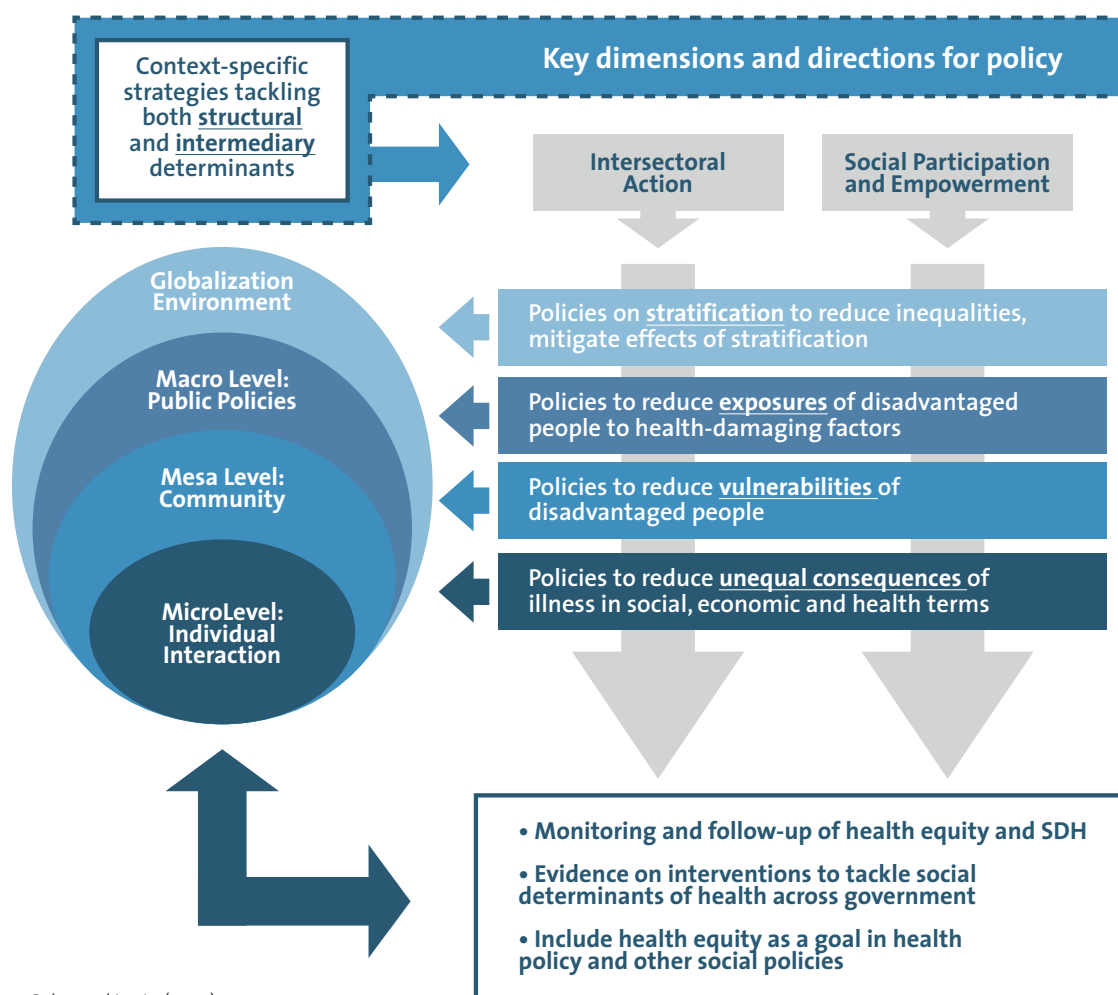 Context-specific
strategies tackling
both structural
and intermediary
determinants
Key dimensions and directions for policy
Intersectoral
Action
Social Participation
and Empowerment
Globalization
Environment
Macro Level:
Public Policies
Mesa Level:
Community
MicroLevel:
Individual
Interaction
Policies on stratification to reduce inequalities,
mitigate effects of stratification
Policies to reduce exposures of disadvantaged
people to health-damaging factors
Policies to reduce vulnerabilities of
disadvantaged people
Policies to reduce unequal consequences of
illness in social, economic and health terms
• Monitoring and follow-up of health equity and SDH
• Evidence on interventions to tackle social
determinants of health across government
• Include health equity as a goal in health
policy and other social policies